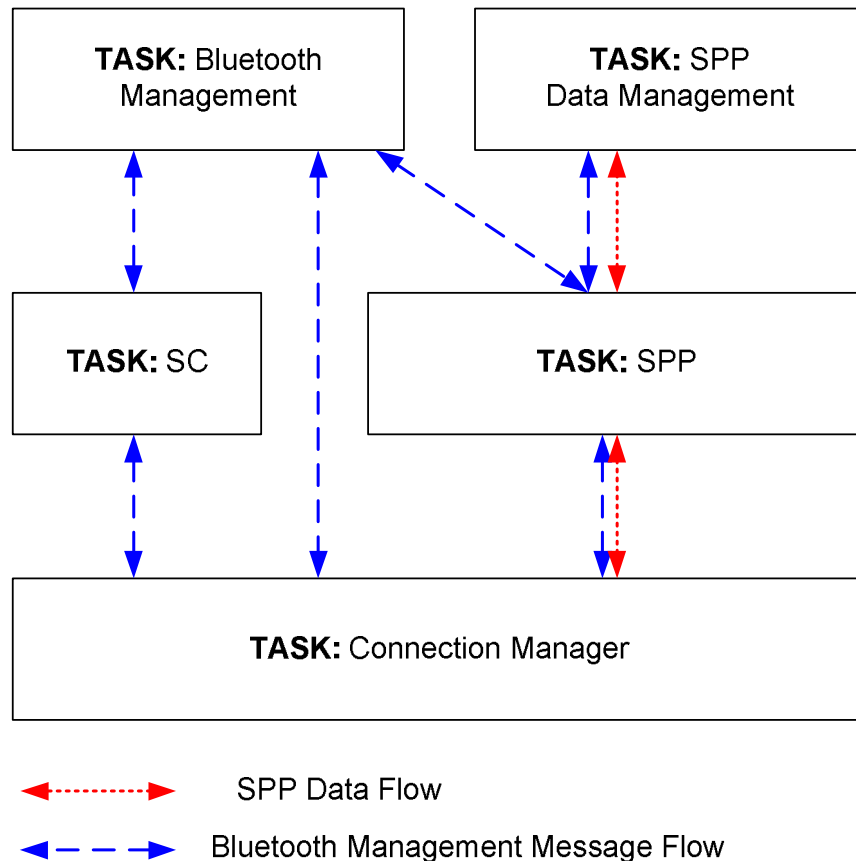 TASK: Bluetooth
Management
TASK: SPP
Data Management
TASK: SC
TASK: SPP
TASK: Connection Manager
SPP Data Flow
Bluetooth Management Message Flow